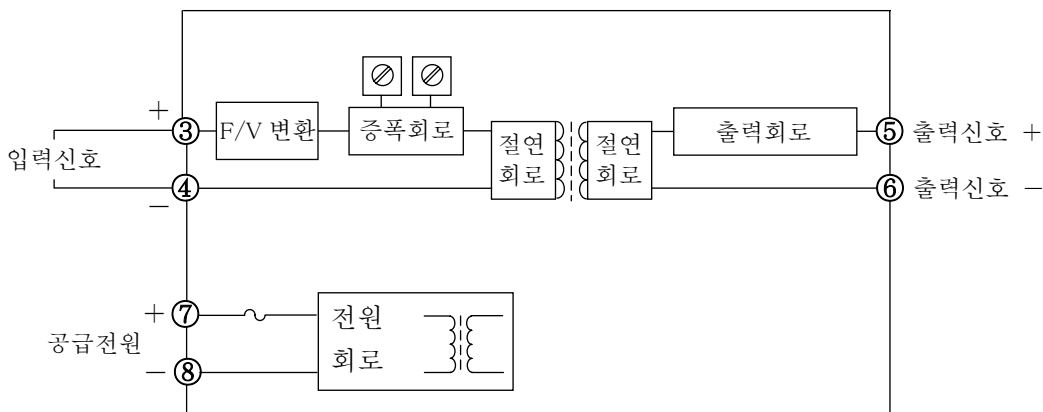 +
③
F/V 변환
증폭회로
절연
회로
절연
회로
출력회로
⑤ 출력신호 +
입력신호
④
−
⑥ 출력신호 −
+ ⑦
공급전원
− ⑧
전원
회로